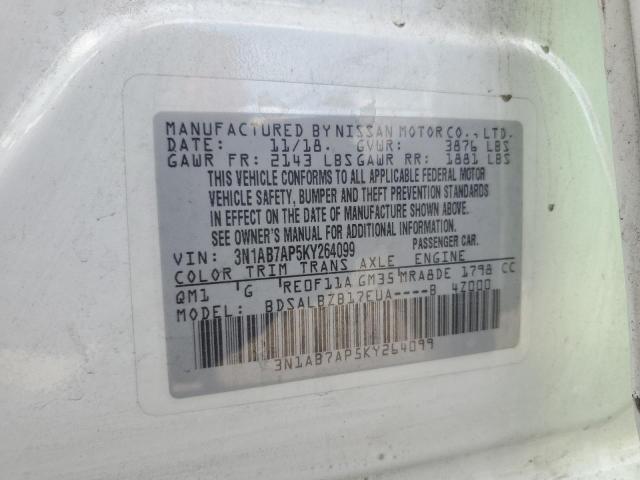 MANUFACTURED BY NISSAN MOTOR CO., LTD.
DATE: 11/18. GVWR: 3876 LBS
GAWR FR: 2143 LBS GAWR RR: 1881 LBS
THIS VEHICLE CONFORMS TO ALL APPLICABLE FEDERAL MOTOR
VEHICLE SAFETY, BUMPER AND THEFT PREVENTION STANDARDS
IN EFFECT ON THE DATE OF MANUFACTURE SHOWN ABOVE.
SEE OWNER'S MANUAL FOR ADDITIONAL INFORMATION.
VIN: 3N1AB7AP5KY264099 PASSENGER CAR.
COLOR TRIM TRANS AXLE ENGINE
QM1 G RE0F11A GM35 MRA8DE 1798 CC
MODEL: BDSALBZB17EUA----B 4Z000
3N1AB7AP5KY264099